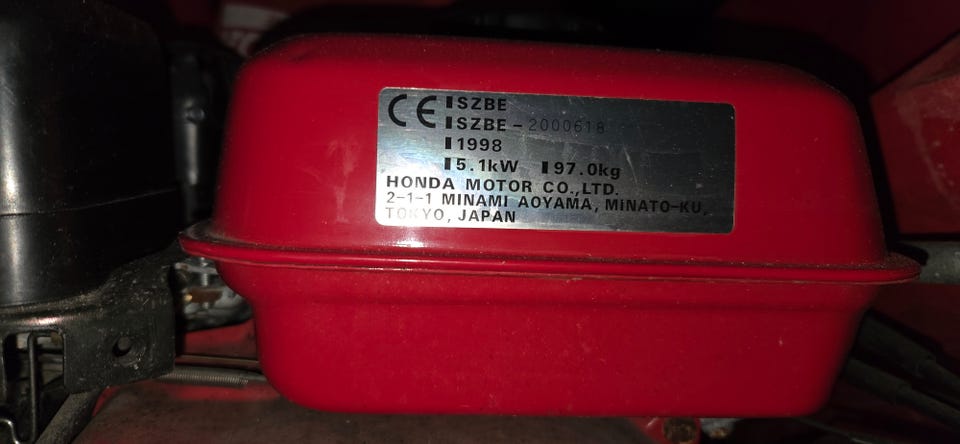 CE SZBE
SZBE-2000618
1998
5.1kW 97.0kg
HONDA MOTOR CO.,LTD.
2-1-1 MINAMI AOYAMA, MINATO-KU,
TOKYO, JAPAN